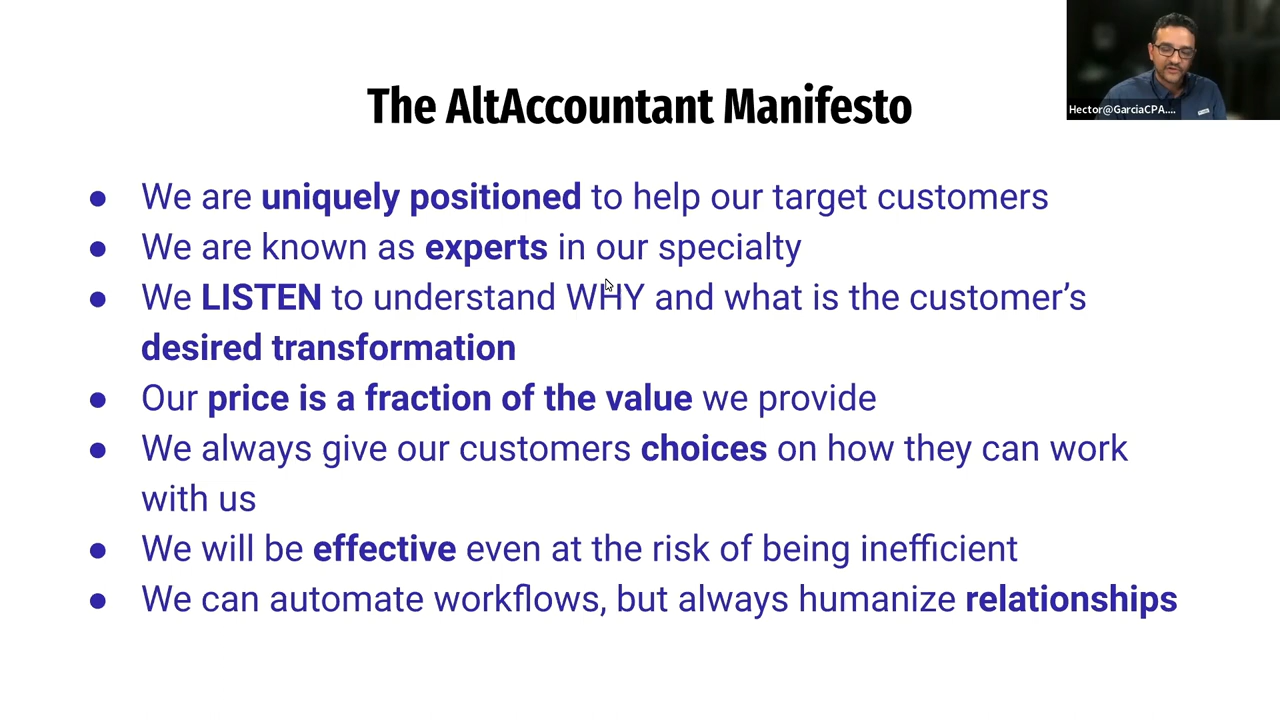 The AltAccountant Manifesto
Hector@GarciaCPA....
● We are uniquely positioned to help our target customers
● We are known as experts in our specialty
● We LISTEN to understand WHY and what is the customer’s
desired transformation
● Our price is a fraction of the value we provide
● We always give our customers choices on how they can work
with us
● We will be effective even at the risk of being inefficient
● We can automate workflows, but always humanize relationships